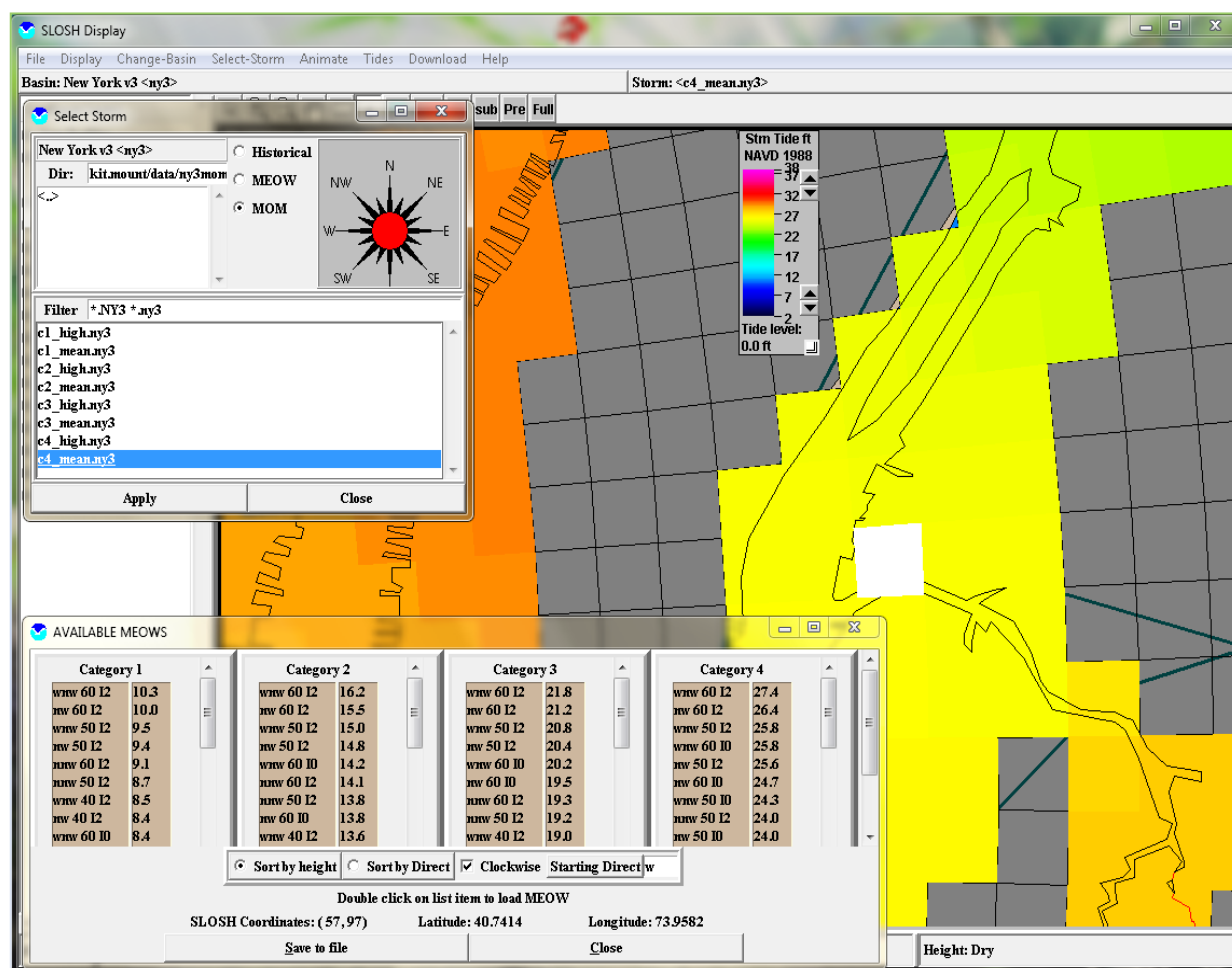 SLOSH Display
File Display Change-Basin Select-Storm Animate Tides Download Help
Basin: New York v3 <ny3> Storm: <c4_mean.ny3>
sub Pre Full
Select Storm
New York v3 <ny3>
Dir: kit.mount/data/ny3mom
<..>
Historical
MEOW
MOM
N
NW NE
W E
SW SE
S
Filter *.NY3 *.ny3
c1_high.ny3
c1_mean.ny3
c2_high.ny3
c2_mean.ny3
c3_high.ny3
c3_mean.ny3
c4_high.ny3
c4_mean.ny3
Apply Close
Stm Tide ft
NAVD 1988
38
37
32
27
22
17
12
7
2
Tide level:
0.0 ft
AVAILABLE MEOWS
Category 1 Category 2 Category 3 Category 4
wnw 60 I2 10.3 wnw 60 I2 16.2 wnw 60 I2 21.8 wnw 60 I2 27.4
nw 60 I2 10.0 nw 60 I2 15.5 nw 60 I2 21.2 nw 60 I2 26.4
wnw 50 I2 9.5 wnw 50 I2 15.0 wnw 50 I2 20.8 wnw 50 I2 25.8
nw 50 I2 9.4 nw 50 I2 14.8 nw 50 I2 20.4 wnw 60 I0 25.8
nnw 60 I2 9.1 wnw 60 I0 14.2 wnw 60 I0 20.2 nw 50 I2 25.6
nnw 50 I2 8.7 nnw 60 I2 14.1 nw 60 I0 19.5 nw 60 I0 24.7
wnw 40 I2 8.5 nnw 50 I2 13.8 nnw 60 I2 19.3 wnw 50 I0 24.3
nw 40 I2 8.4 nw 60 I0 13.8 nnw 50 I2 19.2 nnw 50 I2 24.0
wnw 60 I0 8.4 wnw 40 I2 13.6 wnw 40 I2 19.0 nw 50 I0 24.0
Sort by height Sort by Direct Clockwise Starting Direct w
Double click on list item to load MEOW
SLOSH Coordinates: ( 57, 97) Latitude: 40.7414 Longitude: 73.9582
Save to file Close
Height: Dry